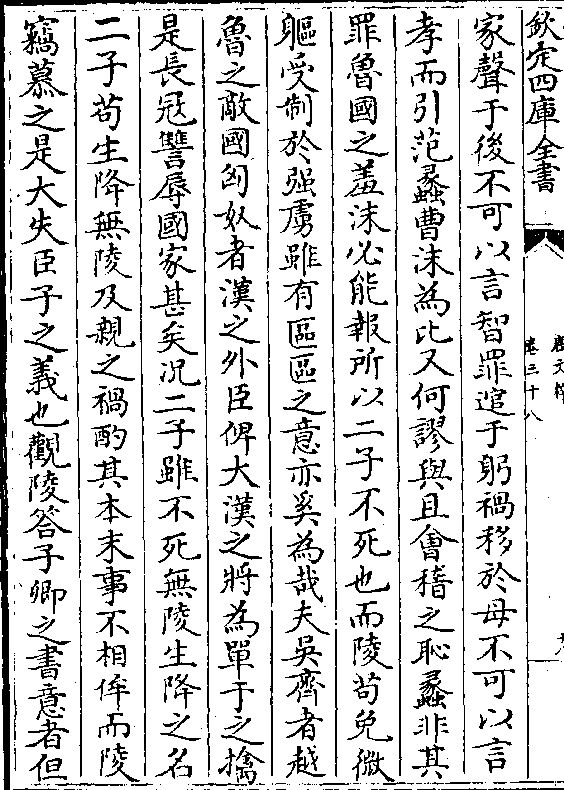 欽定四庫全書
唐文粹
卷三十八
家聲于後不可以言智罪逭于躬禍移於母不可以言
孝而引范蠡曹沫為比又何謬與且會稽之恥蠡非其
罪魯國之羞沫必能報所以二子不死也而陵苟免微
軀受制於强虜雖有區區之意亦奚為哉夫吳齊者越
魯之敵國匈奴者漢之外臣俾大漢之將為單于之擒
是長冦讐辱國家甚矣况二子雖不死無陵生降之名
二子苟生降無陵及親之禍酌其本末事不相侔而陵
竊慕之是大失臣子之義也觀陵答子卿之書意者但